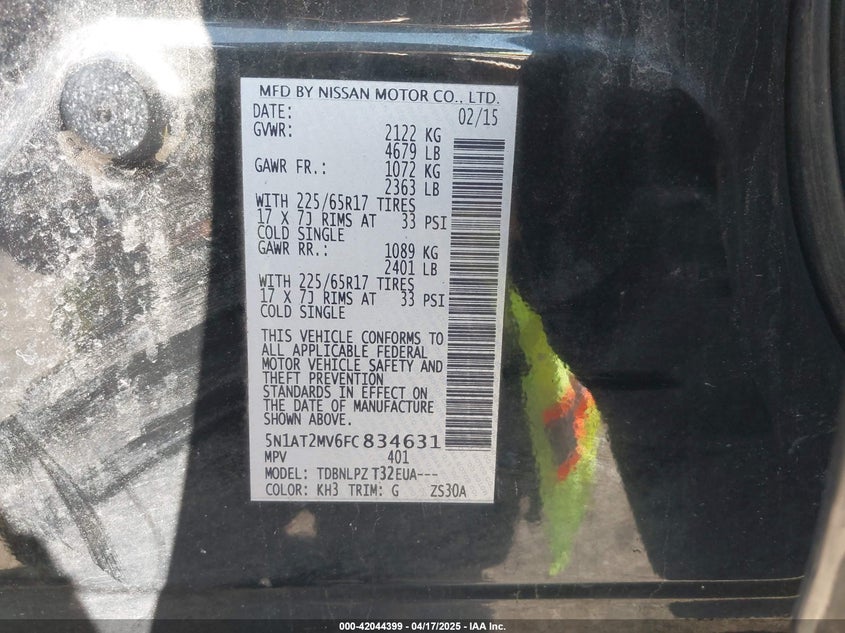 MFD BY NISSAN MOTOR CO., LTD.
DATE: 02/15
GVWR: 2122 KG
4679 LB
GAWR FR.: 1072 KG
2363 LB
WITH 225/65R17 TIRES
17 X 7J RIMS AT 33 PSI
COLD SINGLE
GAWR RR.: 1089 KG
2401 LB
WITH 225/65R17 TIRES
17 X 7J RIMS AT 33 PSI
COLD SINGLE
THIS VEHICLE CONFORMS TO
ALL APPLICABLE FEDERAL
MOTOR VEHICLE SAFETY AND
THEFT PREVENTION
STANDARDS IN EFFECT ON
THE DATE OF MANUFACTURE
SHOWN ABOVE.
5N1AT2MV6FC834631
MPV 401
MODEL: TDBNLPZ T32EUA---
COLOR: KH3 TRIM: G ZS30A
000-42044399 - 04/17/2025 - IAA Inc.